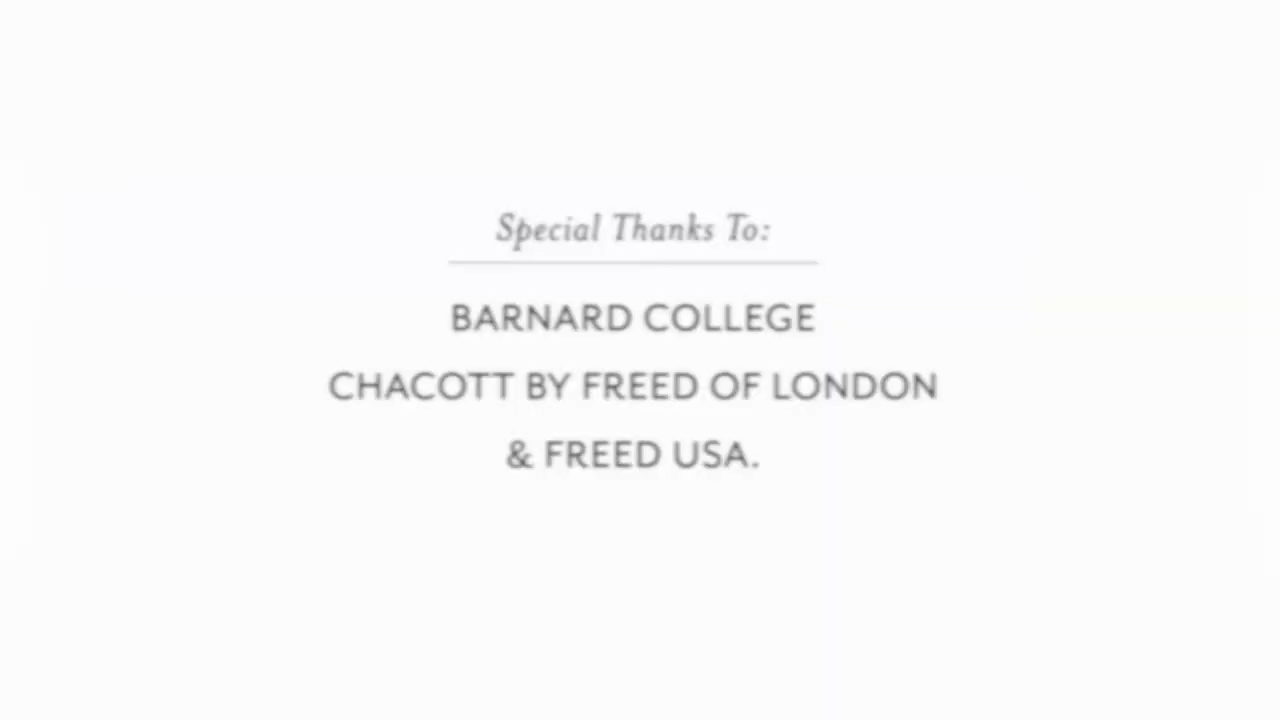 Special Thanks To:
BARNARD COLLEGE
CHACOTT BY FREED OF LONDON
& FREED USA.